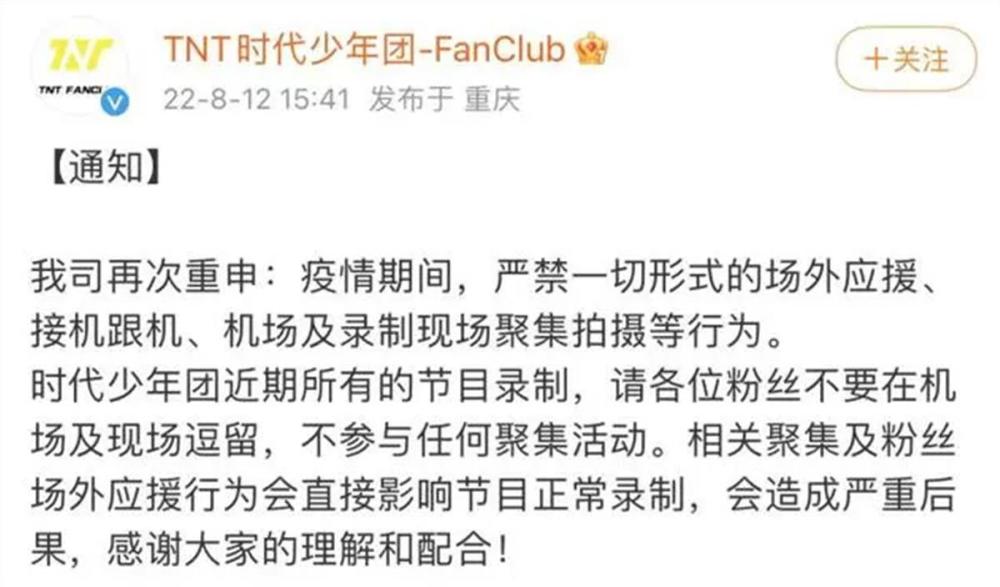 TNT
TNT FANCL
TNT时代少年团-FanClub
22-8-12 15:41 发布于 重庆
+关注
【通知】
我司再次重申：疫情期间，严禁一切形式的场外应援、
接机跟机、机场及录制现场聚集拍摄等行为。
时代少年团近期所有的节目录制，请各位粉丝不要在机
场及现场逗留，不参与任何聚集活动。相关聚集及粉丝
场外应援行为会直接影响节目正常录制，会造成严重后
果，感谢大家的理解和配合！